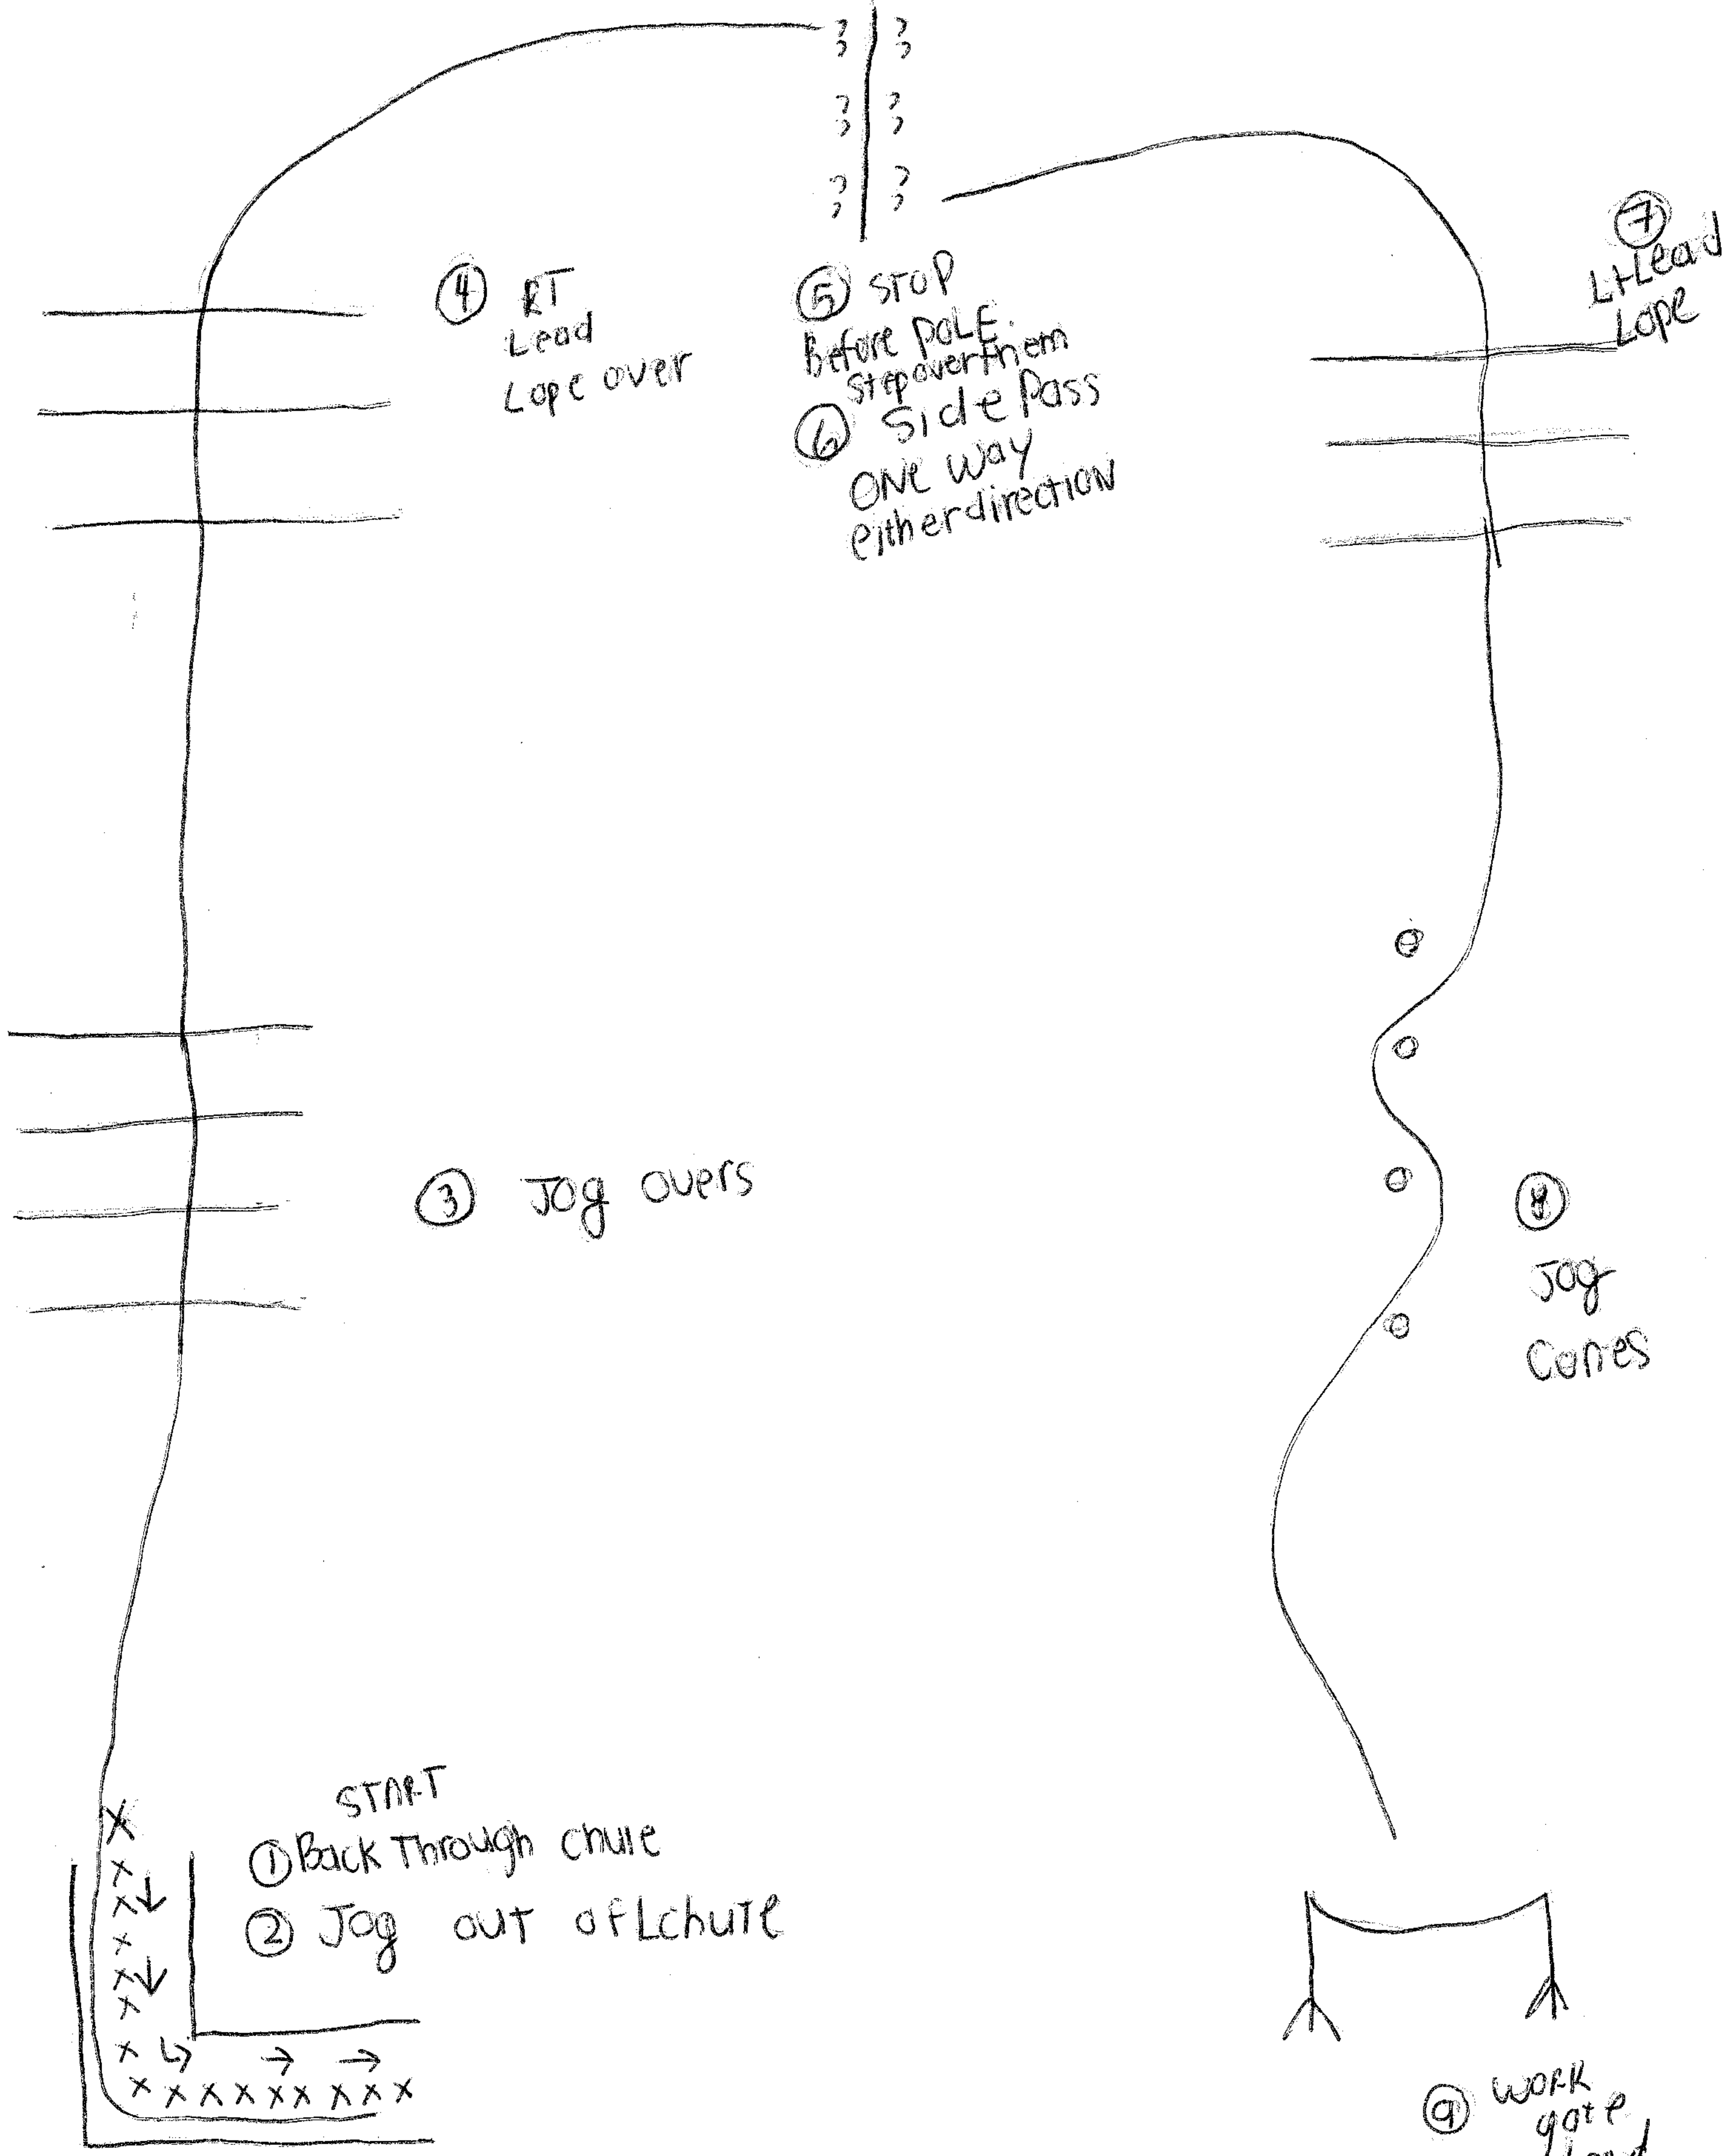 ④ RT
Lead
Lope over
⑤ STOP
Before POLE.
Step over them
⑥ Side Pass
ONE WAY
either direction
⑦
Lt Lead
Lope
③ Jog overs
⑧
Jog
Cones
START
① Back Through chute
② Jog out of L chute
⑨ WORK
gate